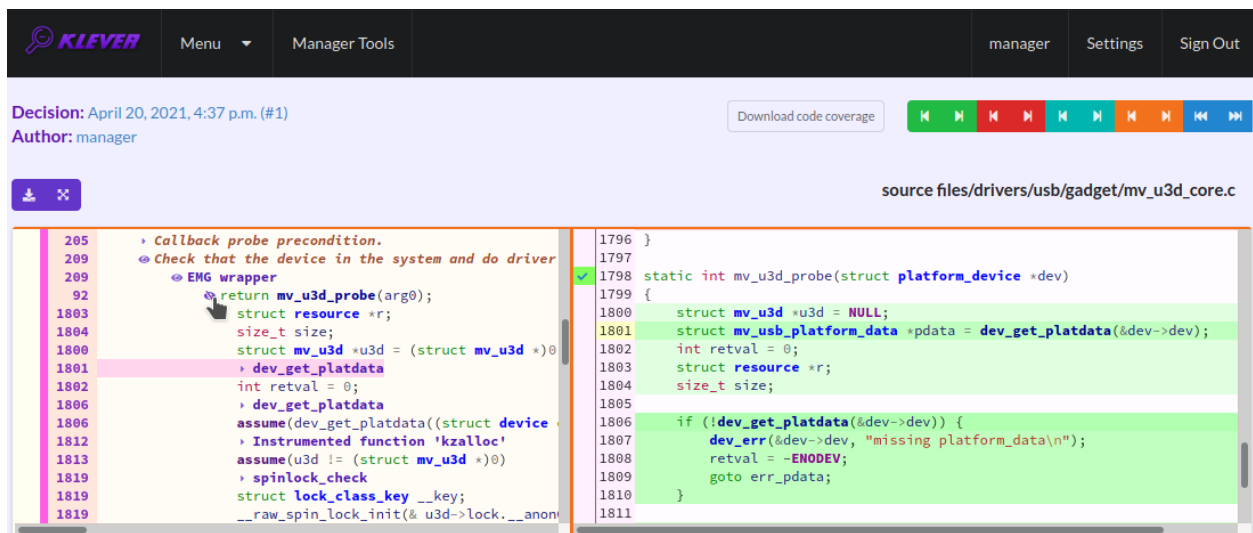 KLEVER Menu Manager Tools manager Settings Sign Out
Decision: April 20, 2021, 4:37 p.m. (#1)
Download code coverage
Author: manager
source files/drivers/usb/gadget/mv_u3d_core.c
205 Callback probe precondition.
209 Check that the device in the system and do driver
209 EMG wrapper
92 return mv_u3d_probe(arg0);
1803 struct resource *r;
1804 size_t size;
1800 struct mv_u3d *u3d = (struct mv_u3d *)0
1801 dev_get_platdata
1802 int retval = 0;
1806 dev_get_platdata
1806 assume(dev_get_platdata((struct device
1812 Instrumented function 'kzalloc'
1813 assume(u3d != (struct mv_u3d *)0)
1819 spinlock_check
1819 struct lock_class_key __key;
1819 __raw_spin_lock_init(& u3d->lock.__anon
1796 }
1797
1798 static int mv_u3d_probe(struct platform_device *dev)
1799 {
1800 struct mv_u3d *u3d = NULL;
1801 struct mv_usb_platform_data *pdata = dev_get_platdata(&dev->dev);
1802 int retval = 0;
1803 struct resource *r;
1804 size_t size;
1805
1806 if (!dev_get_platdata(&dev->dev)) {
1807 dev_err(&dev->dev, "missing platform_data\n");
1808 retval = -ENODEV;
1809 goto err_pdata;
1810 }
1811